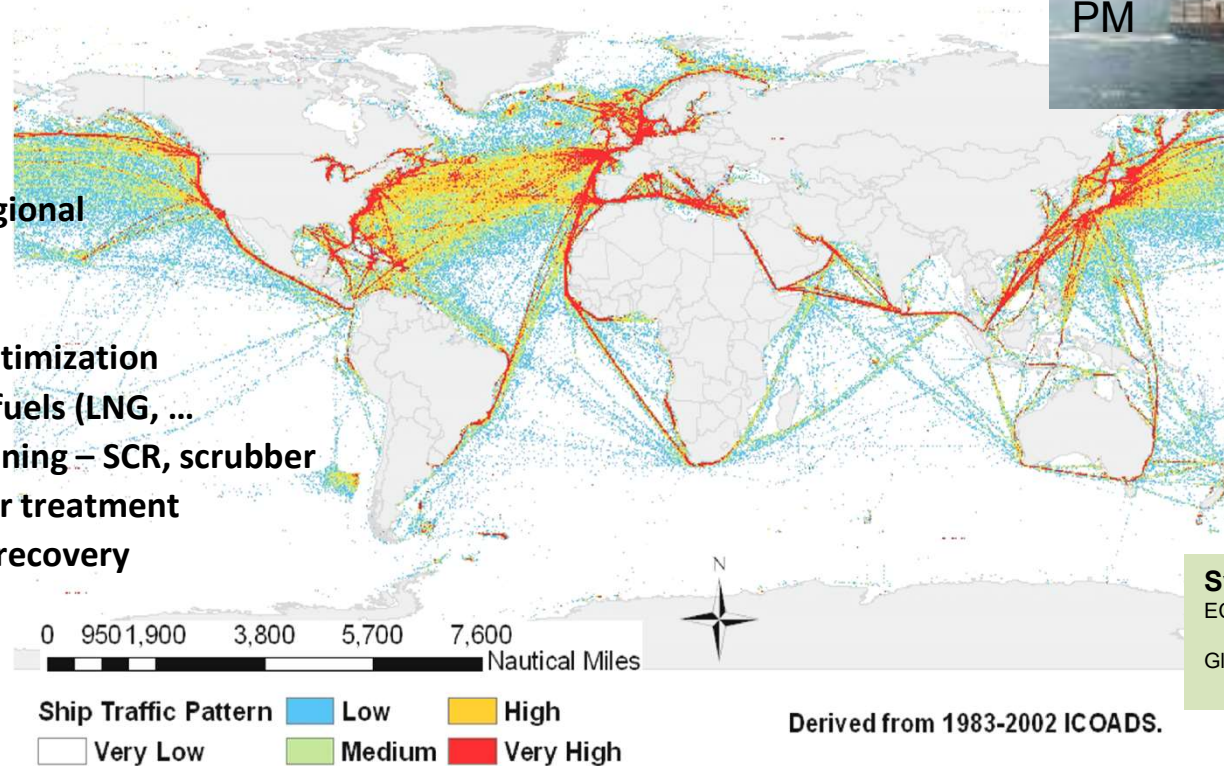 PM
gional
timization
fuels (LNG, …
ning – SCR, scrubber
r treatment
recovery
N
0 950 1,900 3,800 5,700 7,600
Nautical Miles
Ship Traffic Pattern Low High
Very Low Medium Very High
Derived from 1983-2002 ICOADS.
S
EC
Gl